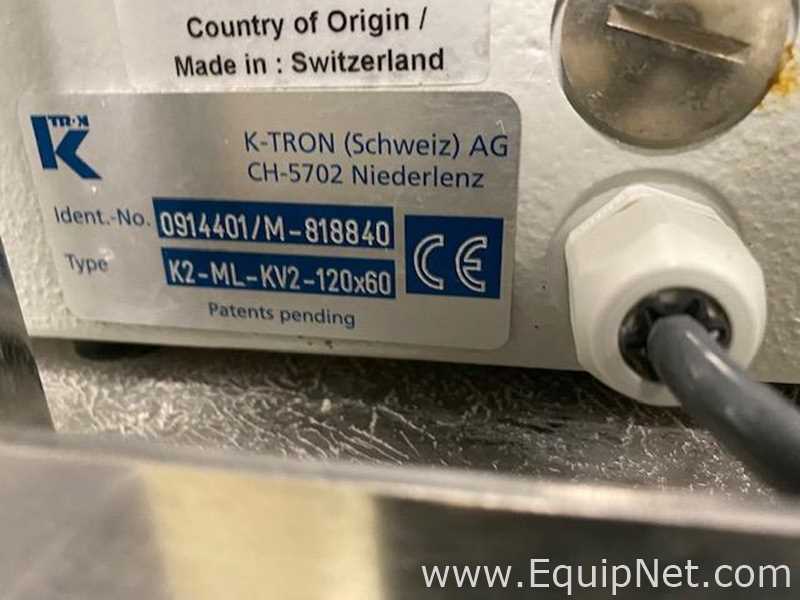 Country of Origin /
Made in : Switzerland
K-TRON
K-TRON (Schweiz) AG
CH-5702 Niederlenz
Ident.-No. 0914401/M-818840
Type K2-ML-KV2-120x60
CE
Patents pending
www.EquipNet.com